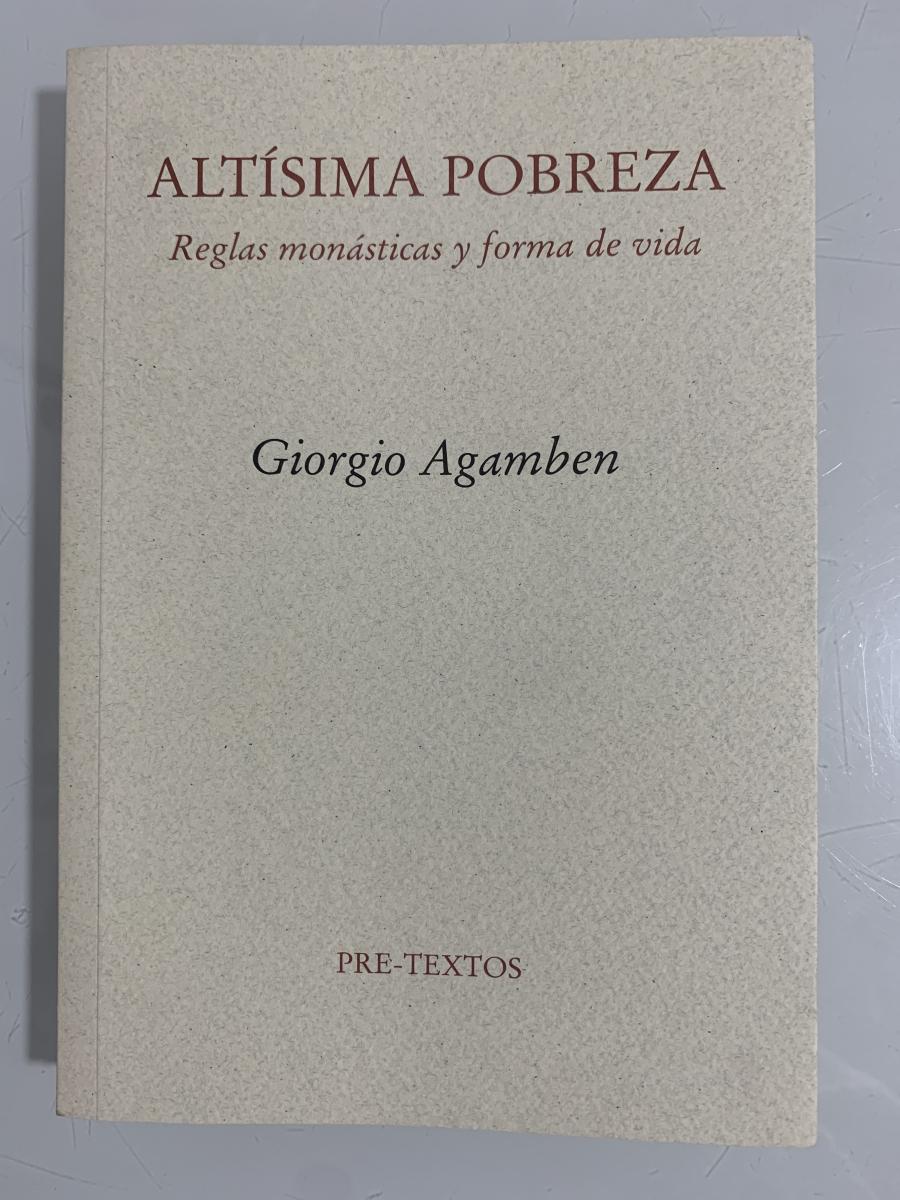 ALTÍSIMA POBREZA
Reglas monásticas y forma de vida
Giorgio Agamben
PRE-TEXTOS